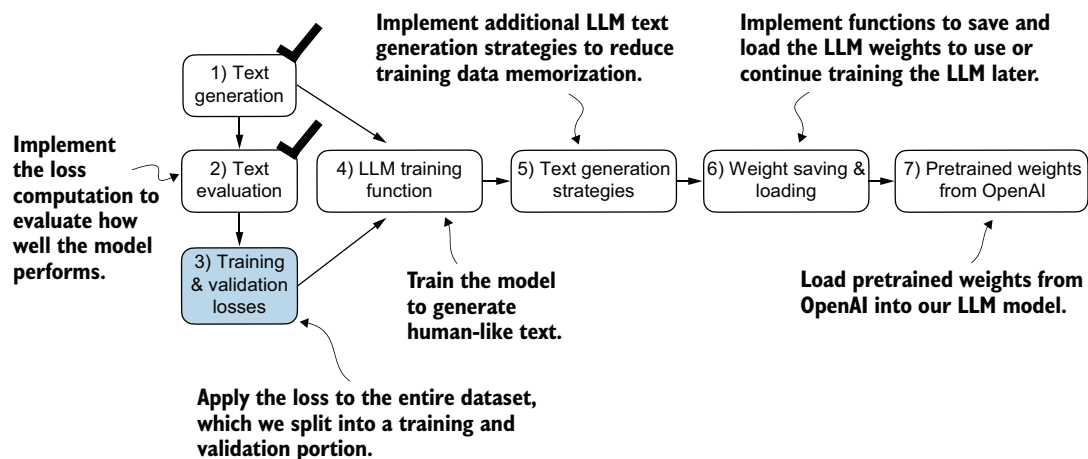 Implement additional LLM text
generation strategies to reduce
training data memorization.
Implement functions to save and
load the LLM weights to use or
continue training the LLM later.
1) Text
generation
Implement
the loss
computation to
evaluate how
well the model
performs.
2) Text
evaluation
4) LLM training
function
5) Text generation
strategies
6) Weight saving &
loading
7) Pretrained weights
from OpenAI
3) Training
& validation
losses
Train the model
to generate
human-like text.
Load pretrained weights from
OpenAI into our LLM model.
Apply the loss to the entire dataset,
which we split into a training and
validation portion.